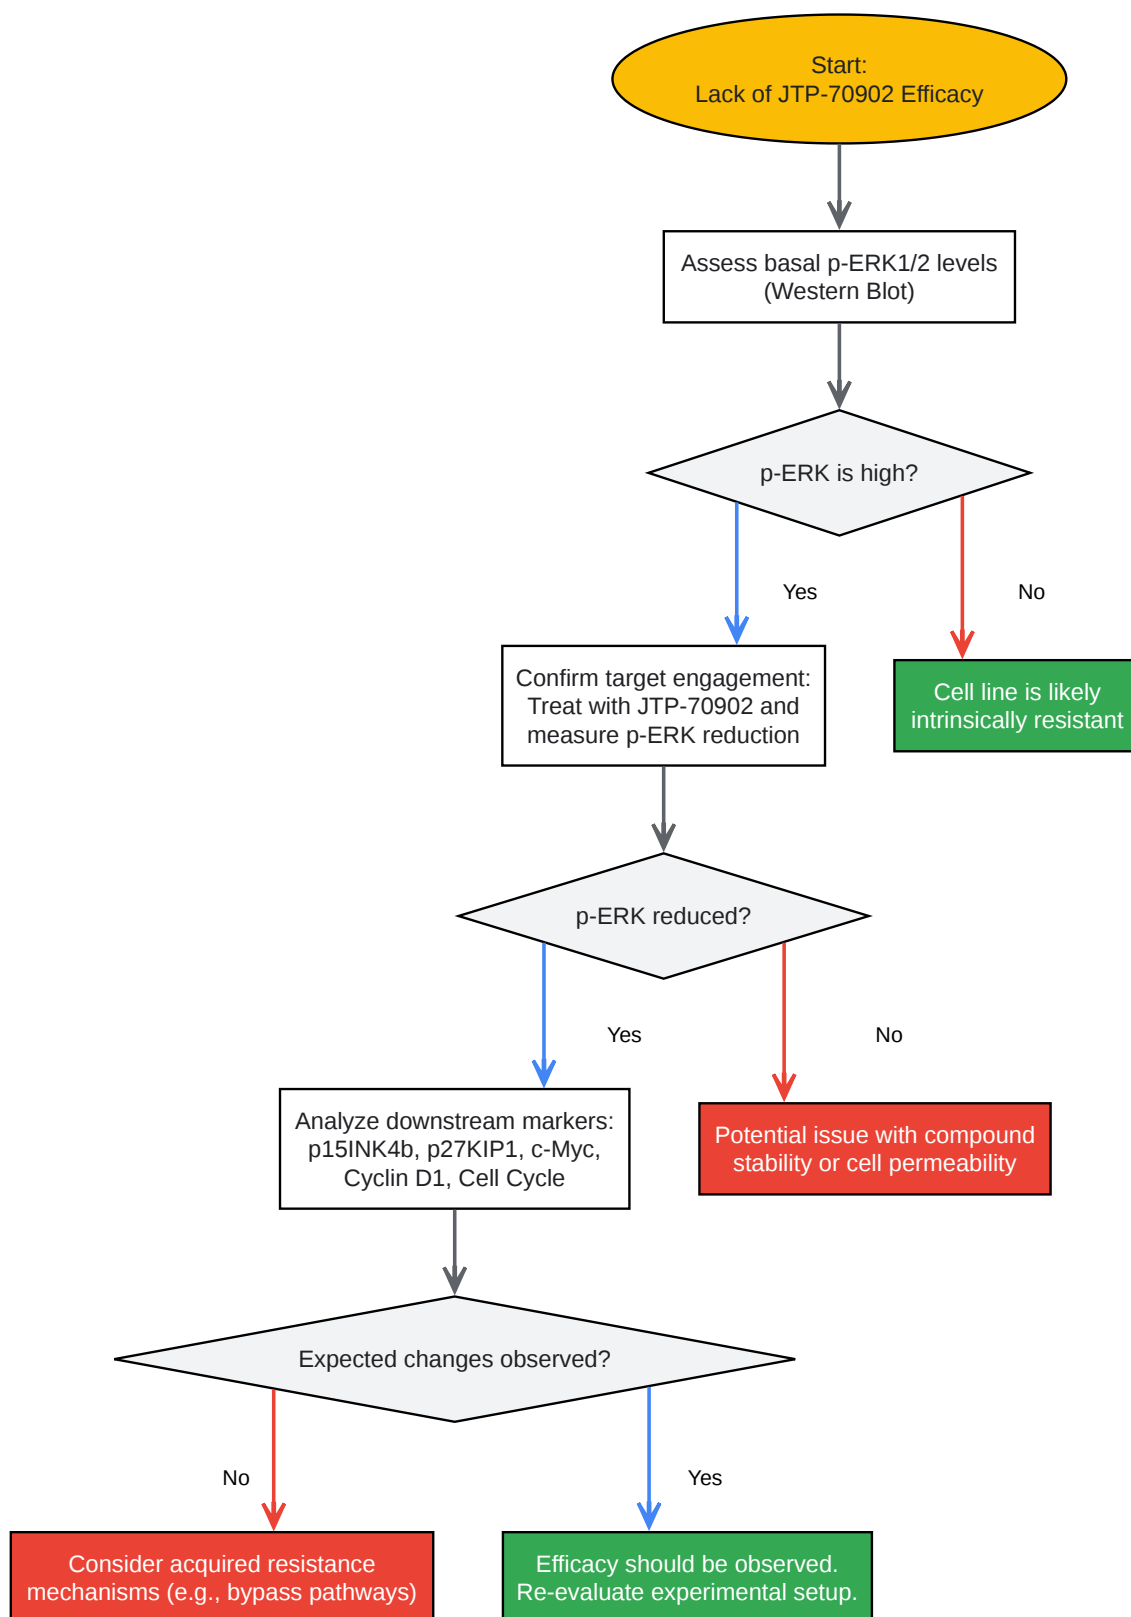 Start:
Lack of JTP-70902 Efficacy
Assess basal p-ERK1/2 levels
(Western Blot)
p-ERK is high?
Yes
No
Confirm target engagement:
Treat with JTP-70902 and
measure p-ERK reduction
Cell line is likely
intrinsically resistant
p-ERK reduced?
Yes
No
Analyze downstream markers:
p15INK4b, p27KIP1, c-Myc,
Cyclin D1, Cell Cycle
Potential issue with compound
stability or cell permeability
Expected changes observed?
No
Yes
Consider acquired resistance
mechanisms (e.g., bypass pathways)
Efficacy should be observed.
Re-evaluate experimental setup.